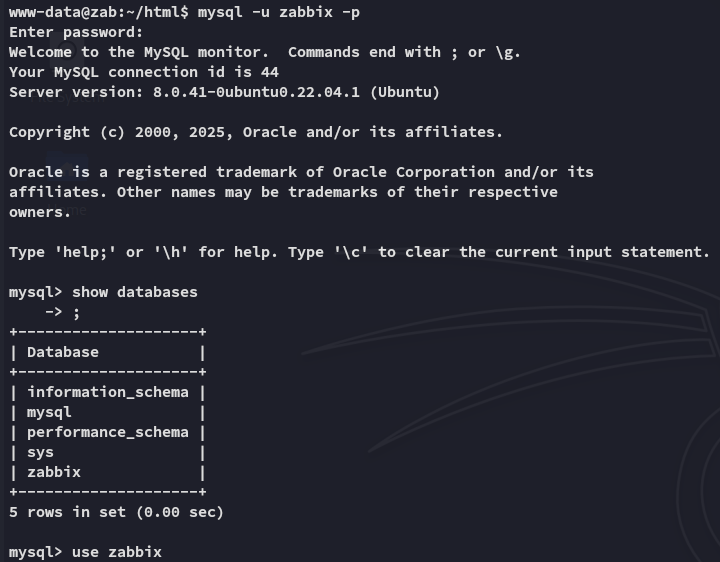 www-data@zab:~/html$ mysql -u zabbix -p
Enter password:
Welcome to the MySQL monitor.  Commands end with ; or \g.
Your MySQL connection id is 44
Server version: 8.0.41-0ubuntu0.22.04.1 (Ubuntu)

Copyright (c) 2000, 2025, Oracle and/or its affiliates.

Oracle is a registered trademark of Oracle Corporation and/or its
affiliates. Other names may be trademarks of their respective
owners.

Type 'help;' or '\h' for help. Type '\c' to clear the current input statement.

mysql> show databases
    -> ;
+--------------------+
| Database           |
+--------------------+
| information_schema |
| mysql              |
| performance_schema |
| sys                |
| zabbix             |
+--------------------+
5 rows in set (0.00 sec)

mysql> use zabbix